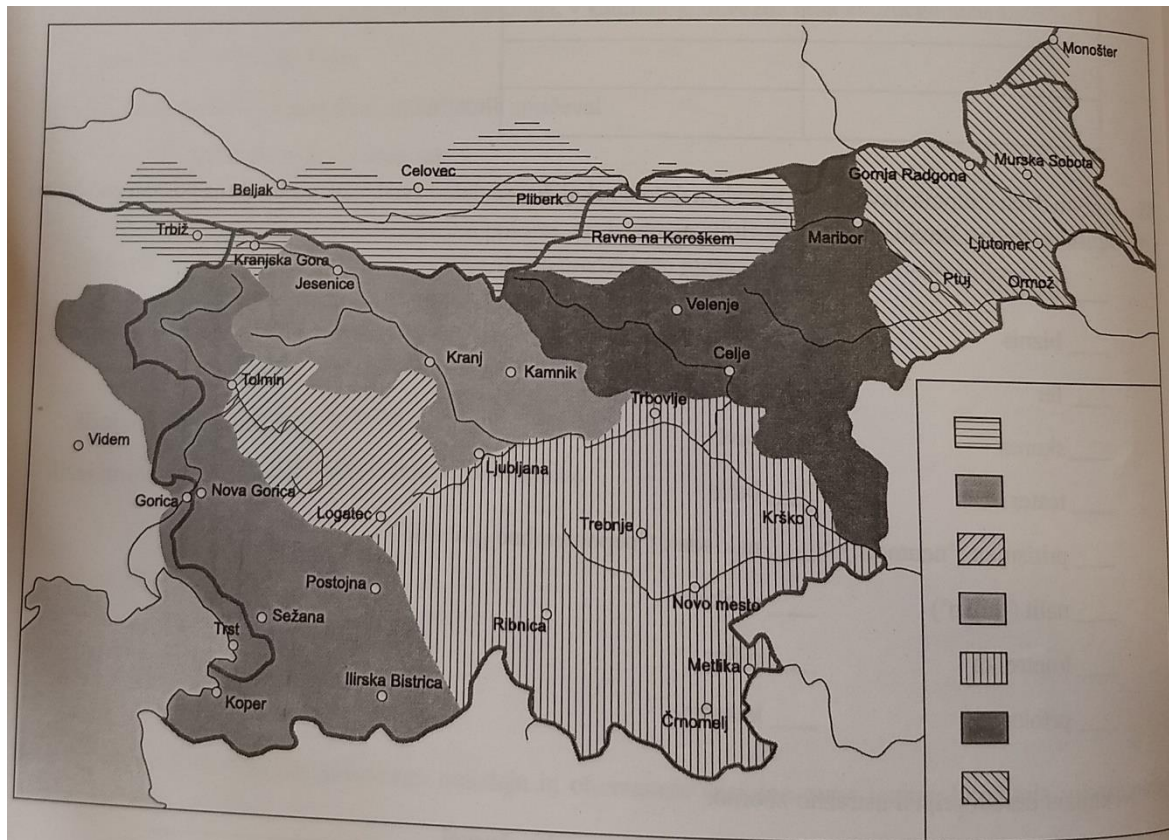 Monošter
Murska Sobota
Gornja Radgona
Celovec
Beljak
Pliberk
Trbiž
Ravne na Koroškem
Maribor
Ljutomer
Kranjska Gora
Jesenice
Ptuj
Ormož
Velenje
Kranj
Kamnik
Celje
Tolmin
Trbovlje
Videm
Ljubljana
Gorica
Nova Gorica
Logatec
Trebnje
Krško
Postojna
Novo mesto
Sežana
Ribnica
Trst
Metlika
Ilirska Bistrica
Koper
Črnomelj